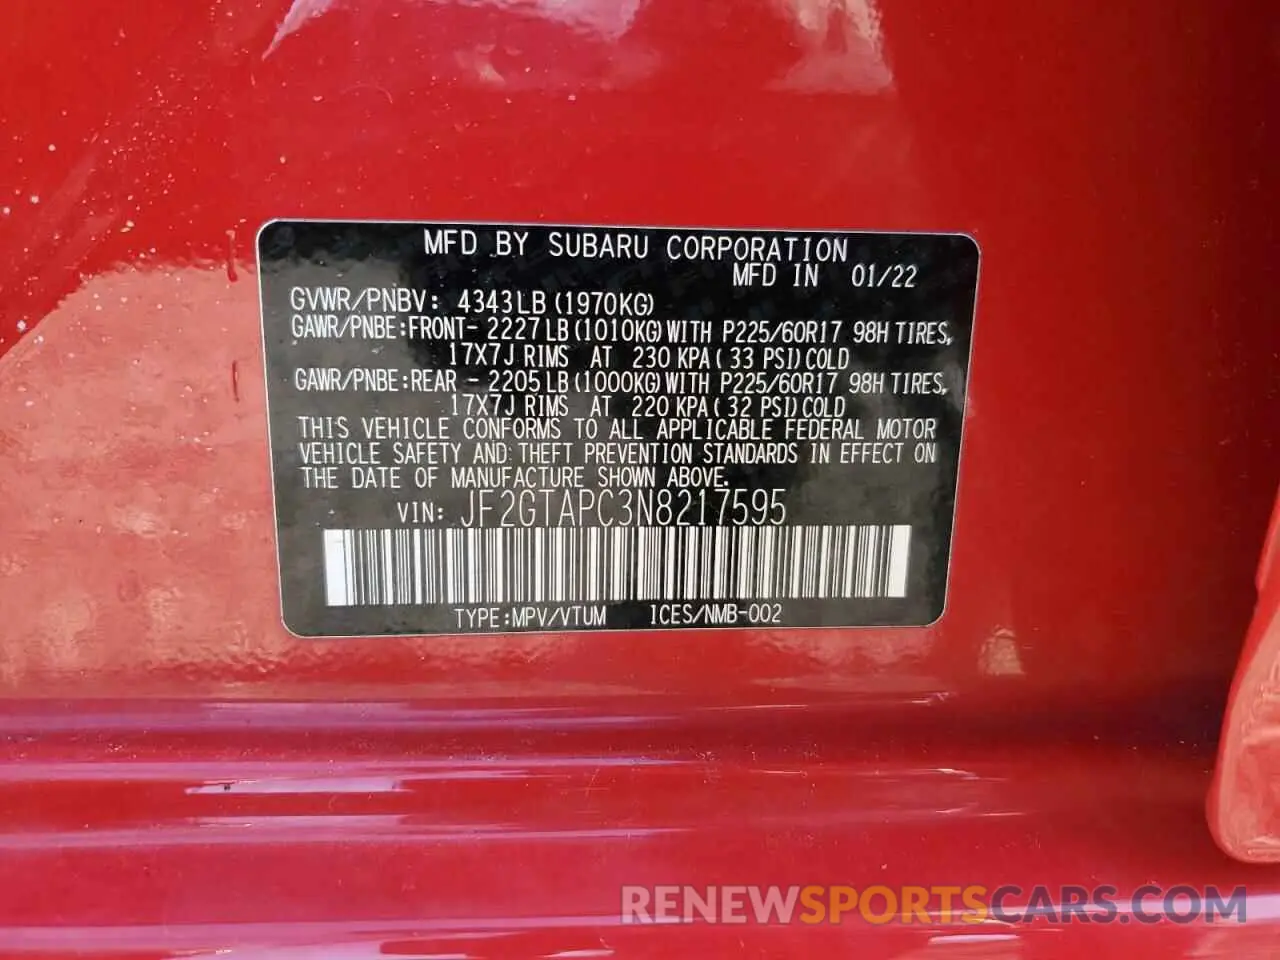 MFD BY SUBARU CORPORATION
MFD IN 01/22
GVWR/PNBV: 4343LB(1970KG)
GAWR/PNBE:FRONT- 2227LB(1010KG)WITH P225/60R17 98H TIRES,
17X7J RIMS AT 230 KPA( 33 PSI)COLD
GAWR/PNBE:REAR - 2205LB(1000KG)WITH P225/60R17 98H TIRES,
17X7J RIMS AT 220 KPA( 32 PSI)COLD
THIS VEHICLE CONFORMS TO ALL APPLICABLE FEDERAL MOTOR
VEHICLE SAFETY AND THEFT PREVENTION STANDARDS IN EFFECT ON
THE DATE OF MANUFACTURE SHOWN ABOVE.
VIN: JF2GTAPC3N8217595
TYPE:MPV/VTUM ICES/NMB-002
RENEWSPORTSCARS.COM